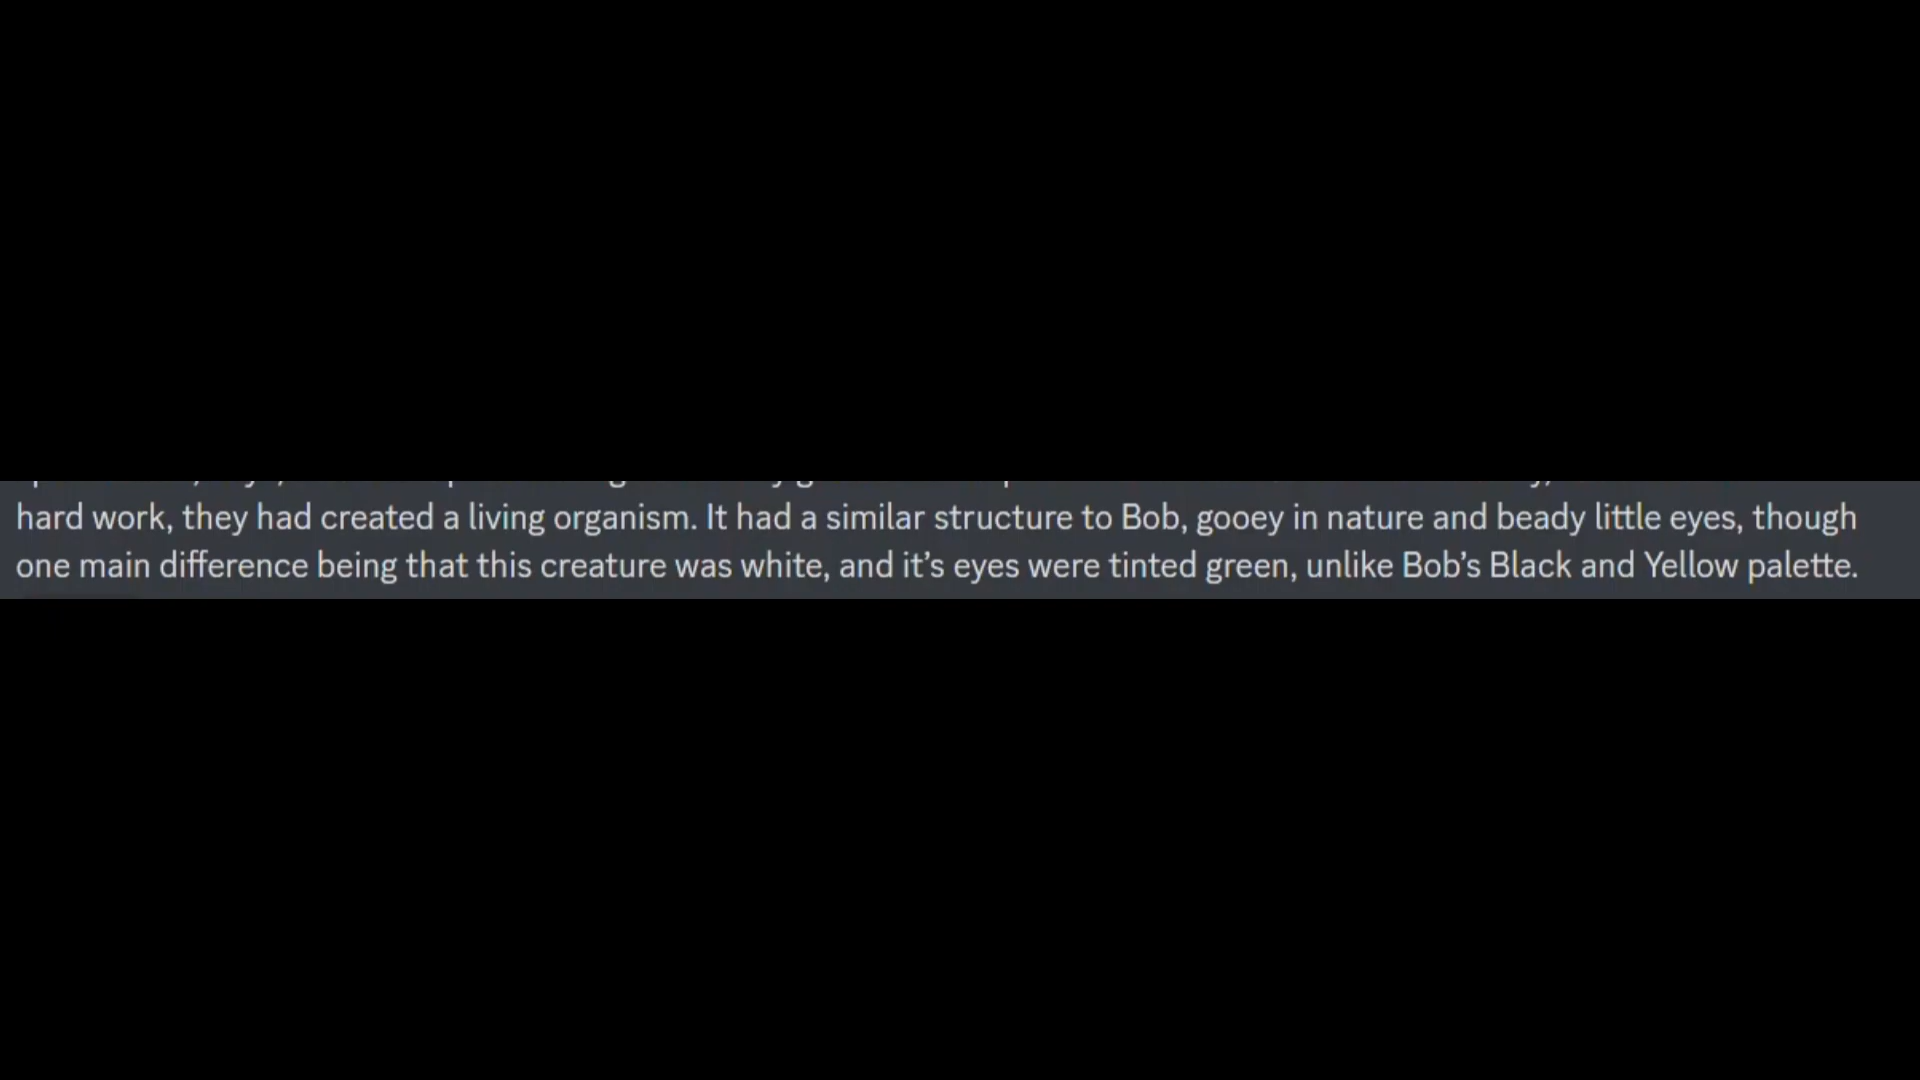 hard work, they had created a living organism. It had a similar structure to Bob, gooey in nature and beady little eyes, though
one main difference being that this creature was white, and it’s eyes were tinted green, unlike Bob’s Black and Yellow palette.